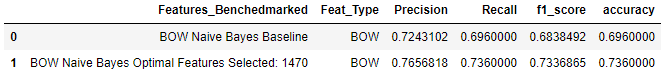 Features_Benchedmarked Feat_Type Precision Recall f1_score accuracy
0 BOW Naive Bayes Baseline BOW 0.7243102 0.6960000 0.6838492 0.6960000
1 BOW Naive Bayes Optimal Features Selected: 1470 BOW 0.7656818 0.7360000 0.7336865 0.7360000